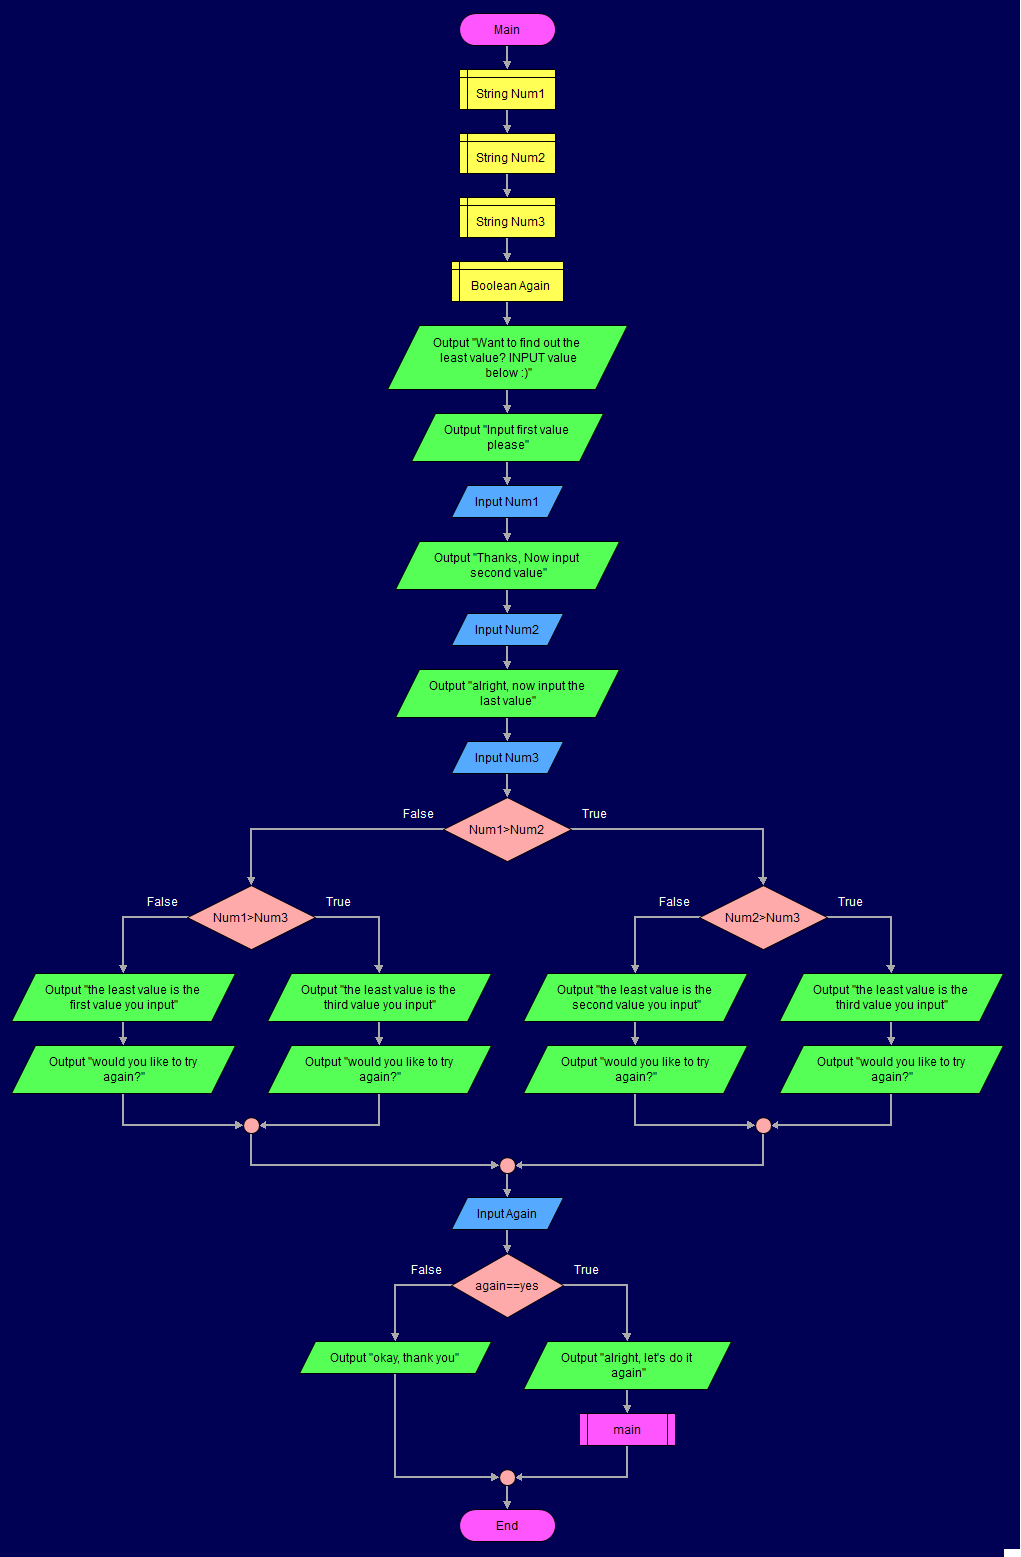 Main
String Num1
String Num2
String Num3
Boolean Again
Output "Want to find out the
least value? INPUT value
below :)"
Output "Input first value
please"
Input Num1
Output "Thanks, Now input
second value"
Input Num2
Output "alright, now input the
last value"
Input Num3
False
True
Num1>Num2
False
True
Num1>Num3
False
True
Num2>Num3
Output "the least value is the
first value you input"
Output "the least value is the
third value you input"
Output "the least value is the
second value you input"
Output "the least value is the
third value you input"
Output "would you like to try
again?"
Output "would you like to try
again?"
Output "would you like to try
again?"
Output "would you like to try
again?"
Input Again
False
True
again==yes
Output "okay, thank you"
Output "alright, let's do it
again"
main
End